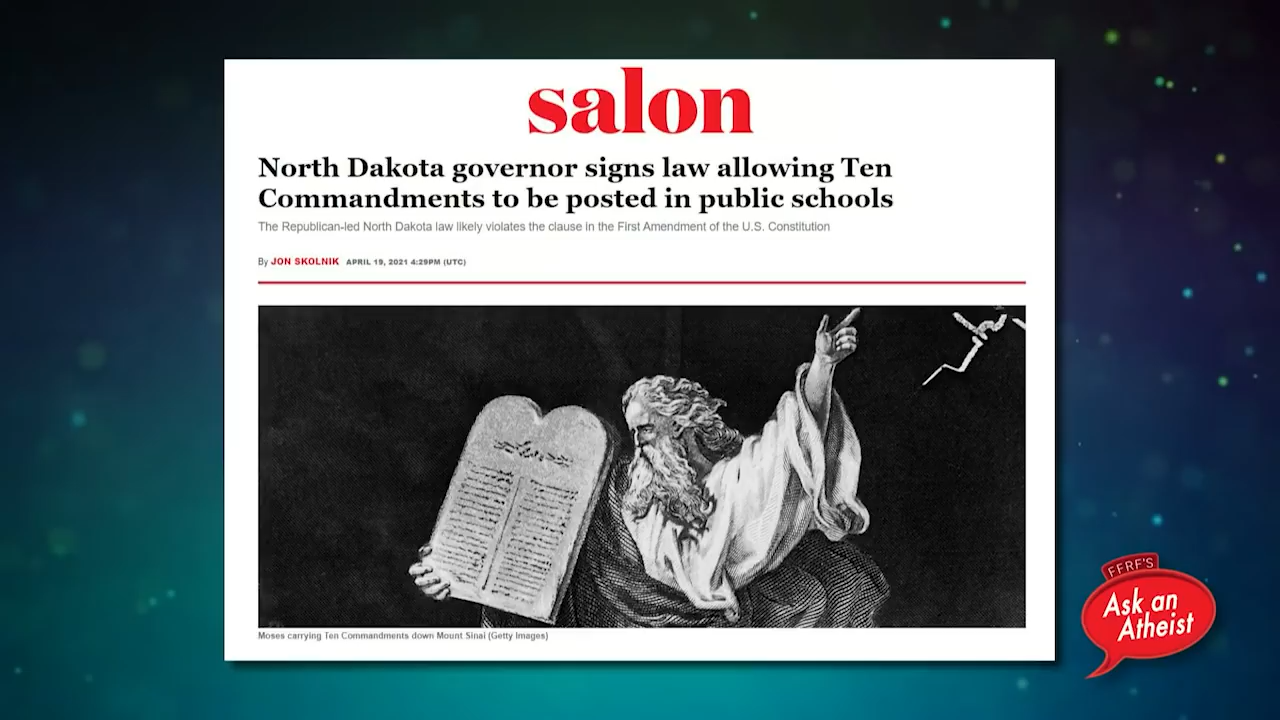 salon
North Dakota governor signs law allowing Ten
Commandments to be posted in public schools
The Republican-led North Dakota law likely violates the clause in the First Amendment of the U.S. Constitution
By JON SKOLNIK APRIL 19, 2021 4:29PM (UTC)
Moses carrying Ten Commandments down Mount Sinai (Getty Images)
FFRF'S
Ask an
Atheist